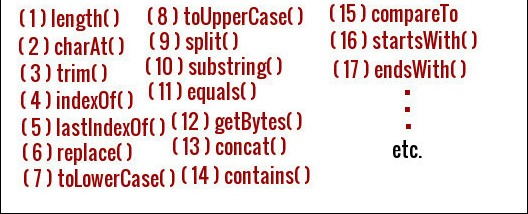 ( 1 ) length( )
( 2 ) charAt( )
( 3 ) trim( )
( 4 ) indexOf( )
( 5 ) lastIndexOf( )
( 6 ) replace( )
( 7 ) toLowerCase( )
( 8 ) toUpperCase( )
( 9 ) split( )
( 10 ) substring( )
( 11 ) equals( )
( 12 ) getBytes( )
( 13 ) concat( )
( 14 ) contains( )
( 15 ) compareTo
( 16 ) startsWith( )
( 17 ) endsWith( )
etc.